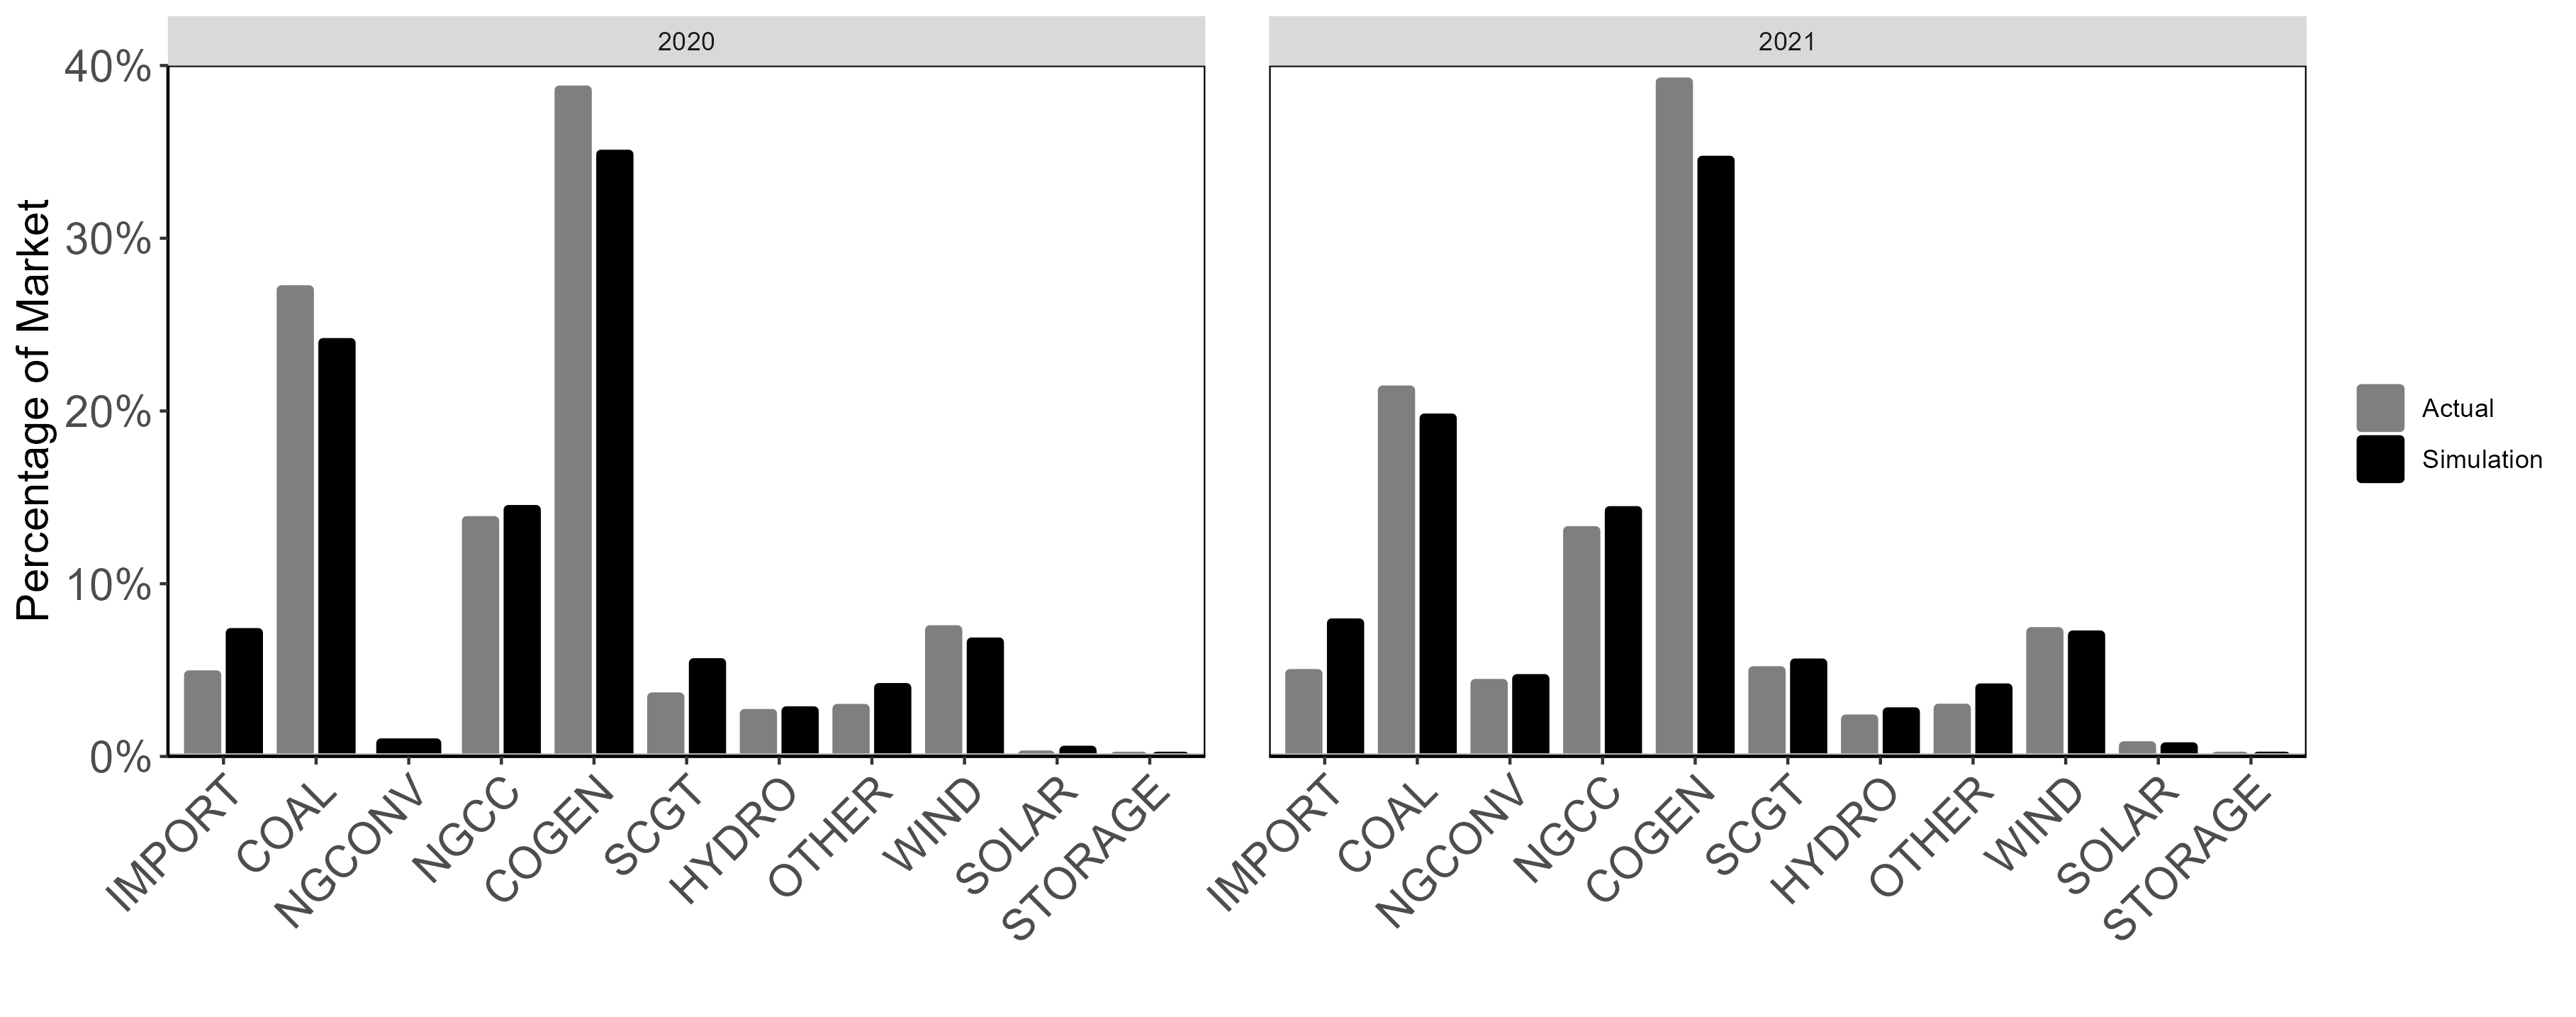 2020
2021
Percentage of Market
40%
30%
20%
10%
0%
IMPORT
COAL
NGCONV
NGCC
COGEN
SCGT
HYDRO
OTHER
WIND
SOLAR
STORAGE
IMPORT
COAL
NGCONV
NGCC
COGEN
SCGT
HYDRO
OTHER
WIND
SOLAR
STORAGE
Actual
Simulation